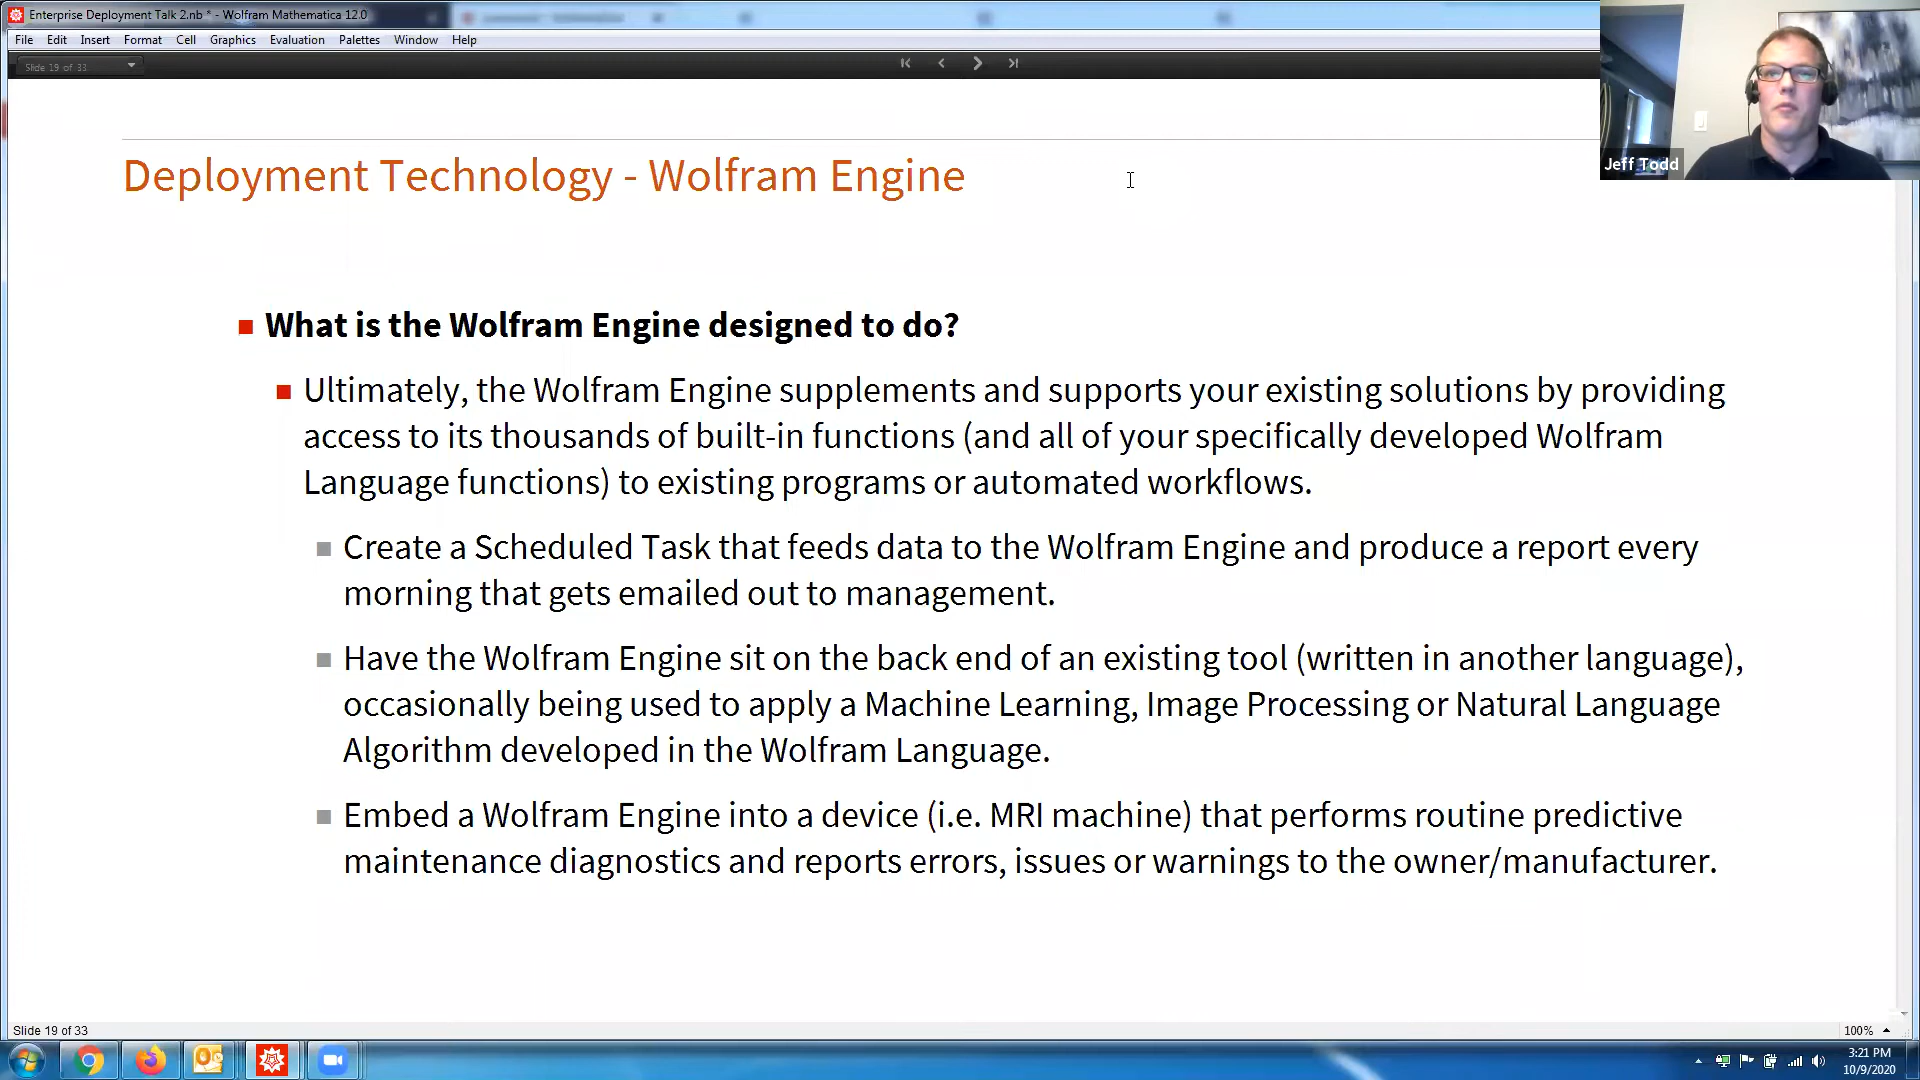 Enterprise Deployment Talk 2.nb * - Wolfram Mathematica 12.0
File Edit Insert Format Cell Graphics Evaluation Palettes Window Help
Slide 19 of 33
Jeff Todd
Deployment Technology - Wolfram Engine
What is the Wolfram Engine designed to do?
Ultimately, the Wolfram Engine supplements and supports your existing solutions by providing
access to its thousands of built-in functions (and all of your specifically developed Wolfram
Language functions) to existing programs or automated workflows.
Create a Scheduled Task that feeds data to the Wolfram Engine and produce a report every
morning that gets emailed out to management.
Have the Wolfram Engine sit on the back end of an existing tool (written in another language),
occasionally being used to apply a Machine Learning, Image Processing or Natural Language
Algorithm developed in the Wolfram Language.
Embed a Wolfram Engine into a device (i.e. MRI machine) that performs routine predictive
maintenance diagnostics and reports errors, issues or warnings to the owner/manufacturer.
Slide 19 of 33
100%
3:21 PM
10/9/2020